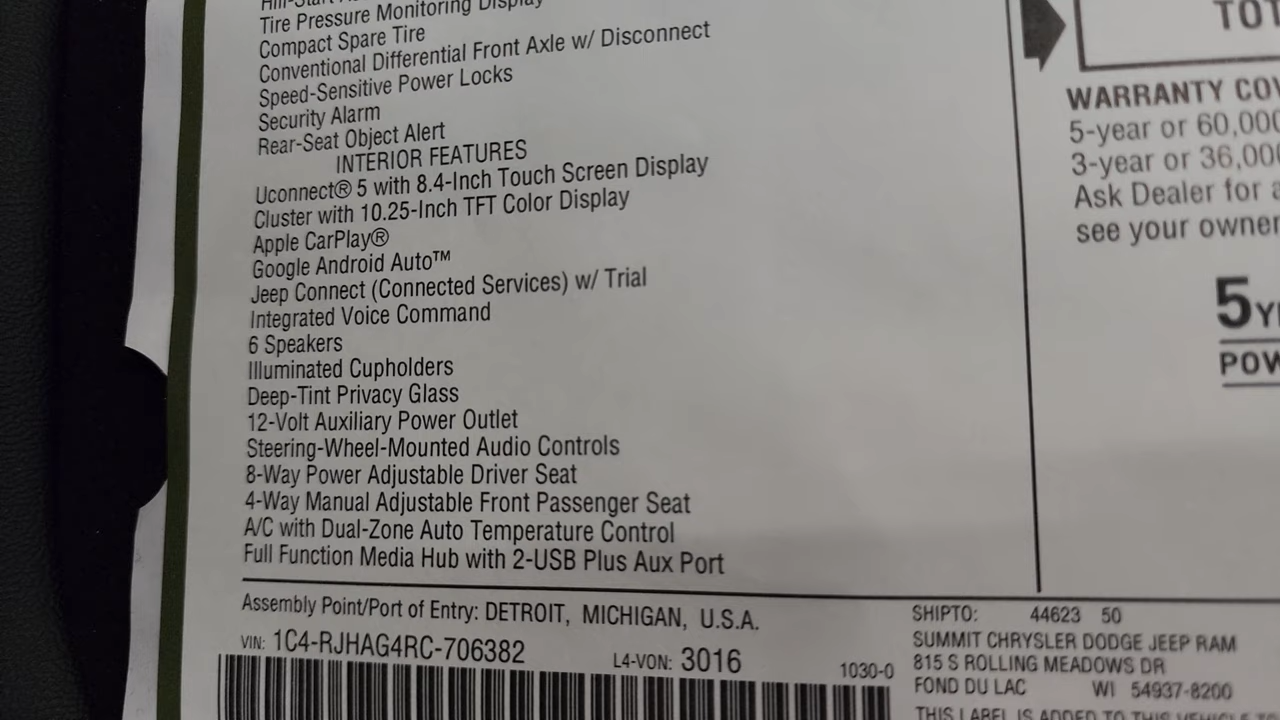 Tire Pressure Monitoring Display
Compact Spare Tire
Conventional Differential Front Axle w/ Disconnect
Speed-Sensitive Power Locks
Security Alarm
Rear-Seat Object Alert
INTERIOR FEATURES
Uconnect® 5 with 8.4-Inch Touch Screen Display
Cluster with 10.25-Inch TFT Color Display
Apple CarPlay®
Google Android Auto™
Jeep Connect (Connected Services) w/ Trial
Integrated Voice Command
6 Speakers
Illuminated Cupholders
Deep-Tint Privacy Glass
12-Volt Auxiliary Power Outlet
Steering-Wheel-Mounted Audio Controls
8-Way Power Adjustable Driver Seat
4-Way Manual Adjustable Front Passenger Seat
A/C with Dual-Zone Auto Temperature Control
Full Function Media Hub with 2-USB Plus Aux Port
Assembly Point/Port of Entry: DETROIT, MICHIGAN, U.S.A.
VIN: 1C4-RJHAG4RC-706382
L4-VON: 3016
1030-0
TOT
WARRANTY COV
5-year or 60,000
3-year or 36,000
Ask Dealer for a
see your owner
5 Y
POW
SHIPTO: 44623 50
SUMMIT CHRYSLER DODGE JEEP RAM
815 S ROLLING MEADOWS DR
FOND DU LAC WI 54937-8200
THIS LABEL IS ADDED TO THIS